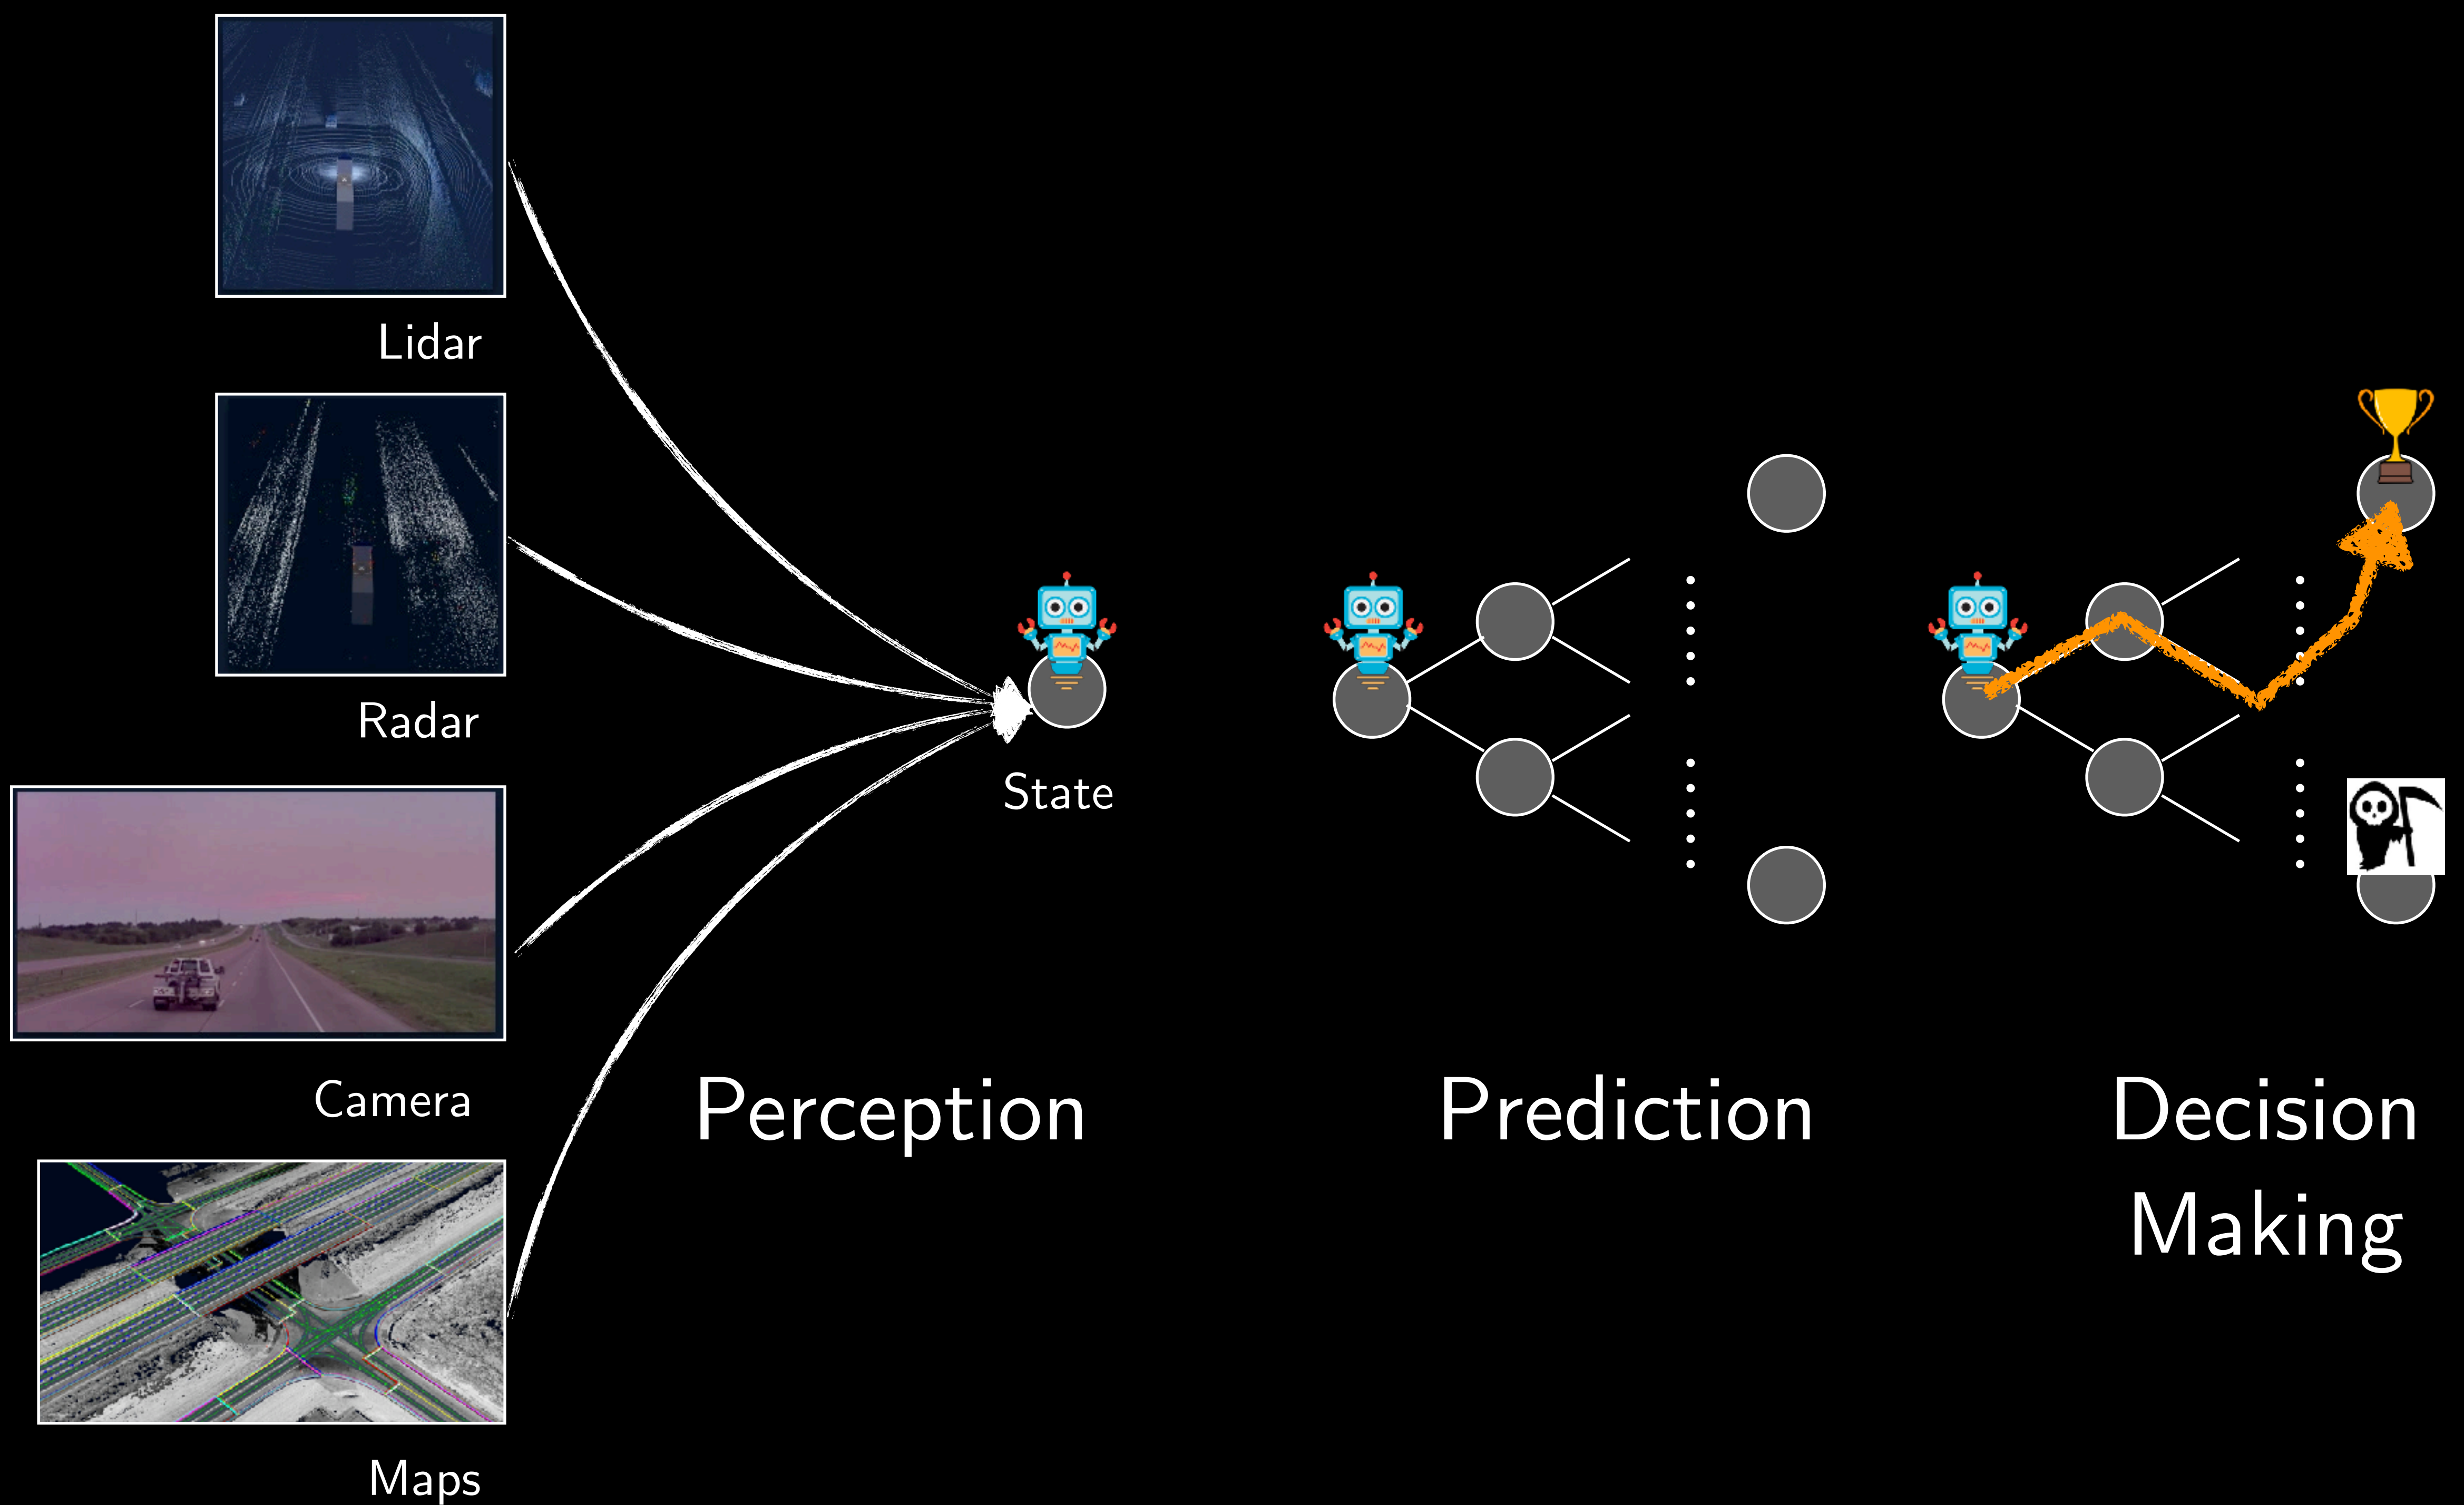 Lidar
Radar
Camera
Maps
State
Perception
Prediction
Decision
Making